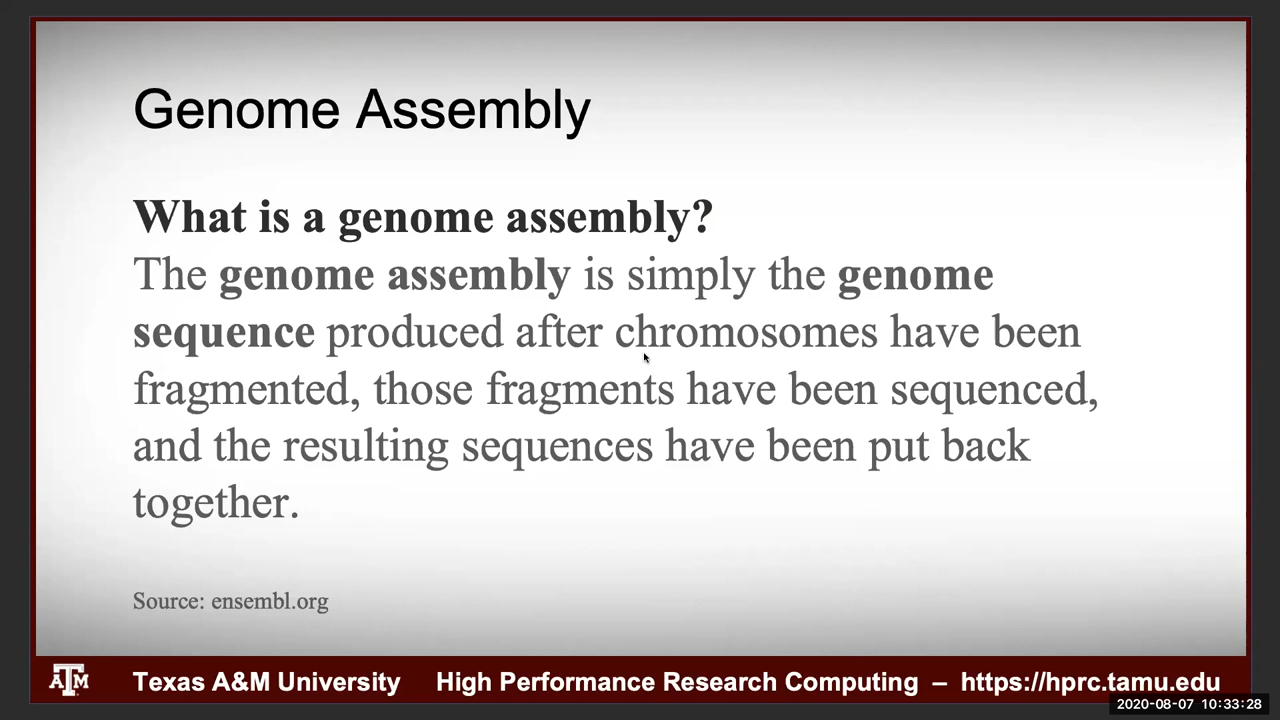 Genome Assembly
What is a genome assembly?
The genome assembly is simply the genome
sequence produced after chromosomes have been
fragmented, those fragments have been sequenced,
and the resulting sequences have been put back
together.
Source: ensembl.org
ATM Texas A&M University High Performance Research Computing – https://hprc.tamu.edu
2020-08-07 10:33:28